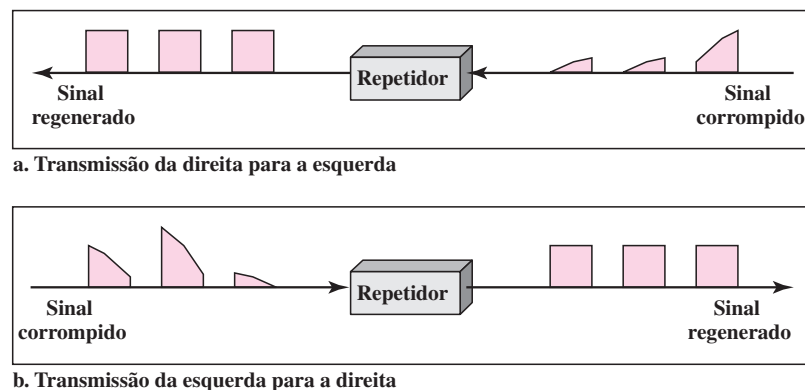 Repetidor
Sinal
regenerado
Sinal
corrompido
a. Transmissão da direita para a esquerda
Repetidor
Sinal
corrompido
Sinal
regenerado
b. Transmissão da esquerda para a direita